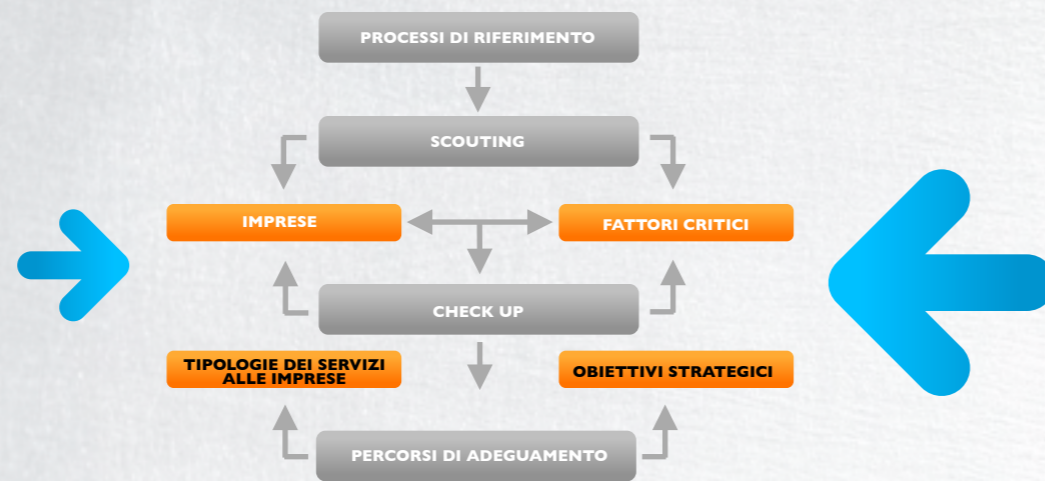 PROCESSI DI RIFERIMENTO
SCOUTING
IMPRESE
FATTORI CRITICI
CHECK UP
TIPOLOGIE DEI SERVIZI
ALLE IMPRESE
OBIETTIVI STRATEGICI
PERCORSI DI ADEGUAMENTO